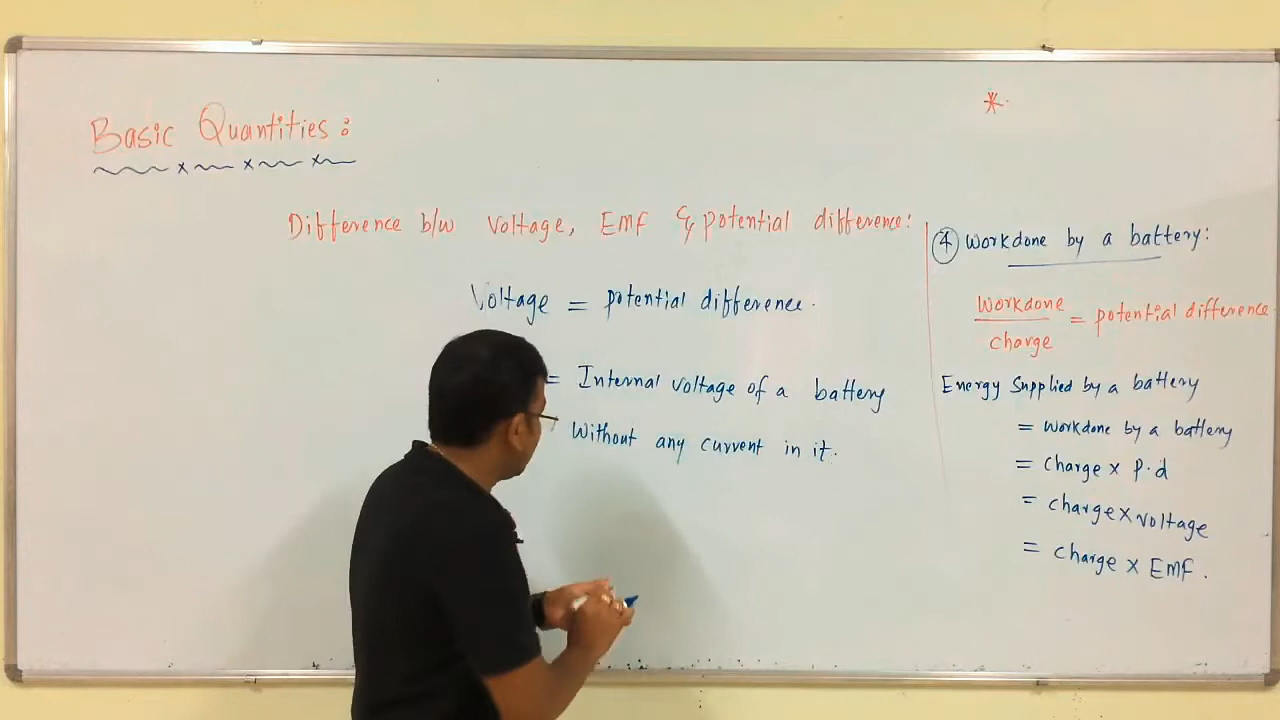 Basic Quantities:
*
Difference b/w Voltage, EMF & potential difference:
Voltage = potential difference.
= Internal voltage of a battery
Without any current in it.
④ Workdone by a battery:
Workdone
charge
= potential difference
Energy Supplied by a battery
= Workdone by a battery
= charge × P.d
= charge × voltage
= charge × EMF.